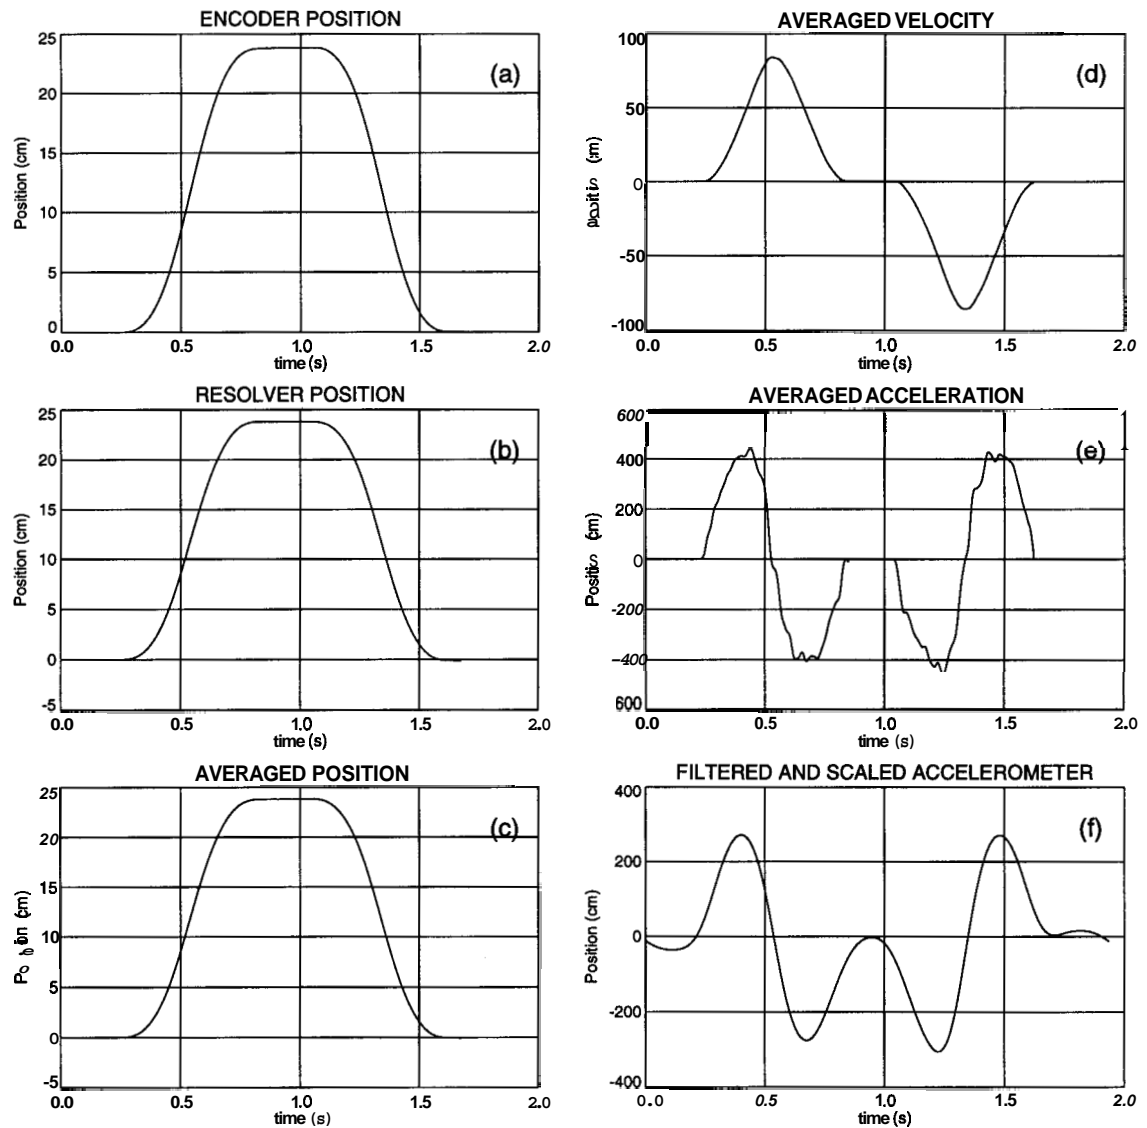 ENCODER POSITION
25
20
15
10
5
0
Position (cm)
(a)
0.0 0.5 1.0 1.5 2.0
time (s)
RESOLVER POSITION
25
20
15
10
5
0
-5
Position (cm)
(b)
0.0 0.5 1.0 1.5 2.0
time (s)
AVERAGED POSITION
25
20
15
10
5
0
-5
(cm)
(c)
0.0 0.5 1.0 1.5 2.0
time (s)
AVERAGED VELOCITY
100
50
0
-50
-100
(d)
0.0 0.5 1.0 1.5 2.0
time (s)
AVERAGED ACCELERATION
600
400
200
0
-200
-400
600
(cm)
(e)
0.0 0.5 1.0 1.5 2.0
time (s)
FILTERED AND SCALED ACCELEROMETER
400
200
0
-200
-400
Position (cm)
(f)
0.0 0.5 1.0 1.5 2.0
time (s)